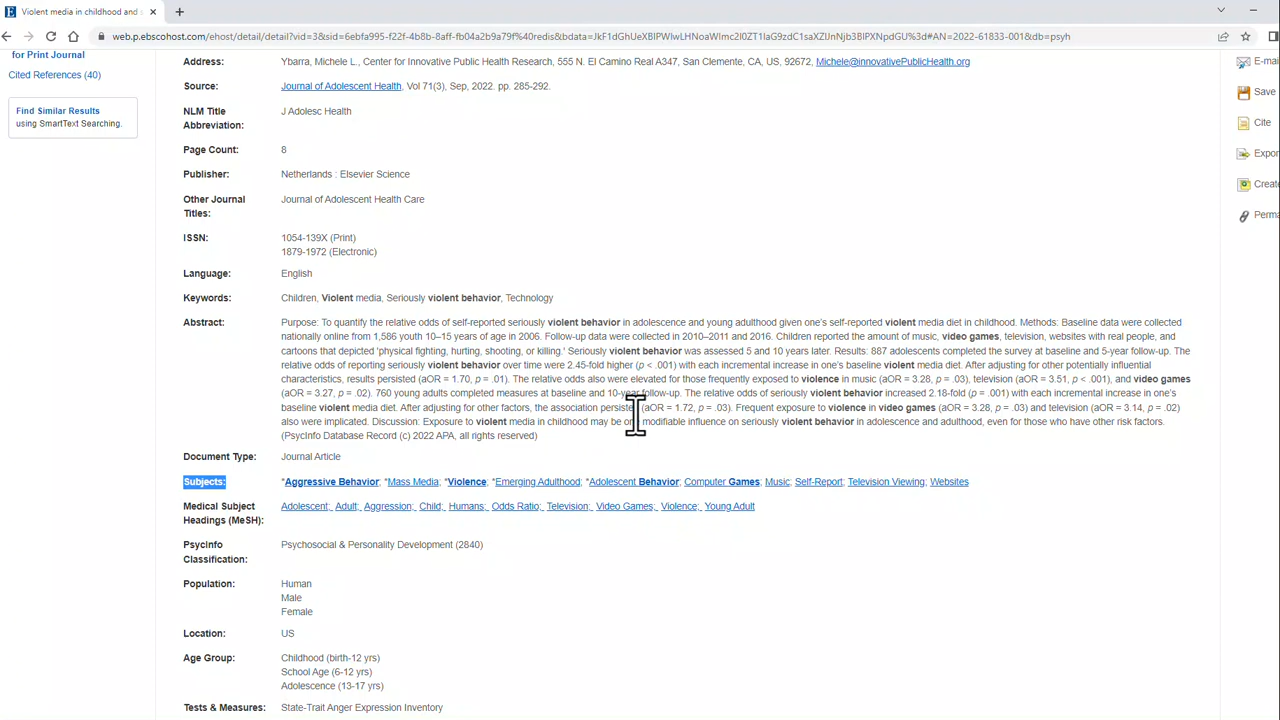 Violent media in childhood and
web.p.ebscohost.com/ehost/detail/detail?vid=3&sid=6ebfa995-f22f-4b8b-8aff-fb04a2b9a79f%40redis&bdata=JkF1dGhUeXBlPWlwLHNoaWImc2l0ZT1laG9zdC1saXZlUnNjb3BlPXNpdGU%3d#AN=2022-61833-001&db=psyh
for Print Journal
Cited References (40)
Find Similar Results
using SmartText Searching.
Address: Ybarra, Michele L., Center for Innovative Public Health Research, 555 N. El Camino Real A347, San Clemente, CA, US, 92672, Michele@innovativePublicHealth.org
Source: Journal of Adolescent Health, Vol 71(3), Sep, 2022. pp. 285-292.
NLM Title
Abbreviation: J Adolesc Health
Page Count: 8
Publisher: Netherlands : Elsevier Science
Other Journal
Titles: Journal of Adolescent Health Care
ISSN: 1054-139X (Print)
1879-1972 (Electronic)
Language: English
Keywords: Children, Violent media, Seriously violent behavior, Technology
Abstract: Purpose: To quantify the relative odds of self-reported seriously violent behavior in adolescence and young adulthood given one's self-reported violent media diet in childhood. Methods: Baseline data were collected
nationally online from 1,586 youth 10–15 years of age in 2006. Follow-up data were collected in 2010–2011 and 2016. Children reported the amount of music, video games, television, websites with real people, and
cartoons that depicted 'physical fighting, hurting, shooting, or killing.' Seriously violent behavior was assessed 5 and 10 years later. Results: 887 adolescents completed the survey at baseline and 5-year follow-up. The
relative odds of reporting seriously violent behavior over time were 2.45-fold higher (p < .001) with each incremental increase in one's baseline violent media diet. After adjusting for other potentially influential
characteristics, results persisted (aOR = 1.70, p = .01). The relative odds also were elevated for those frequently exposed to violence in music (aOR = 3.28, p = .03), television (aOR = 3.51, p < .001), and video games
(aOR = 3.27, p = .02). 760 young adults completed measures at baseline and 10-year follow-up. The relative odds of seriously violent behavior increased 2.18-fold (p = .001) with each incremental increase in one's
baseline violent media diet. After adjusting for other factors, the association persisted (aOR = 1.72, p = .03). Frequent exposure to violence in video games (aOR = 3.28, p = .03) and television (aOR = 3.14, p = .02)
also were implicated. Discussion: Exposure to violent media in childhood may be one modifiable influence on seriously violent behavior in adolescence and adulthood, even for those who have other risk factors.
(PsycInfo Database Record (c) 2022 APA, all rights reserved)
Document Type: Journal Article
Subjects: *Aggressive Behavior; *Mass Media; *Violence; *Emerging Adulthood; *Adolescent Behavior; Computer Games; Music; Self-Report; Television Viewing; Websites
Medical Subject
Headings (MeSH): Adolescent; Adult; Aggression; Child; Humans; Odds Ratio; Television; Video Games; Violence; Young Adult
PsycInfo
Classification: Psychosocial & Personality Development (2840)
Population: Human
Male
Female
Location: US
Age Group: Childhood (birth-12 yrs)
School Age (6-12 yrs)
Adolescence (13-17 yrs)
Tests & Measures: State-Trait Anger Expression Inventory
E-mai
Save
Cite
Expor
Create
Perma